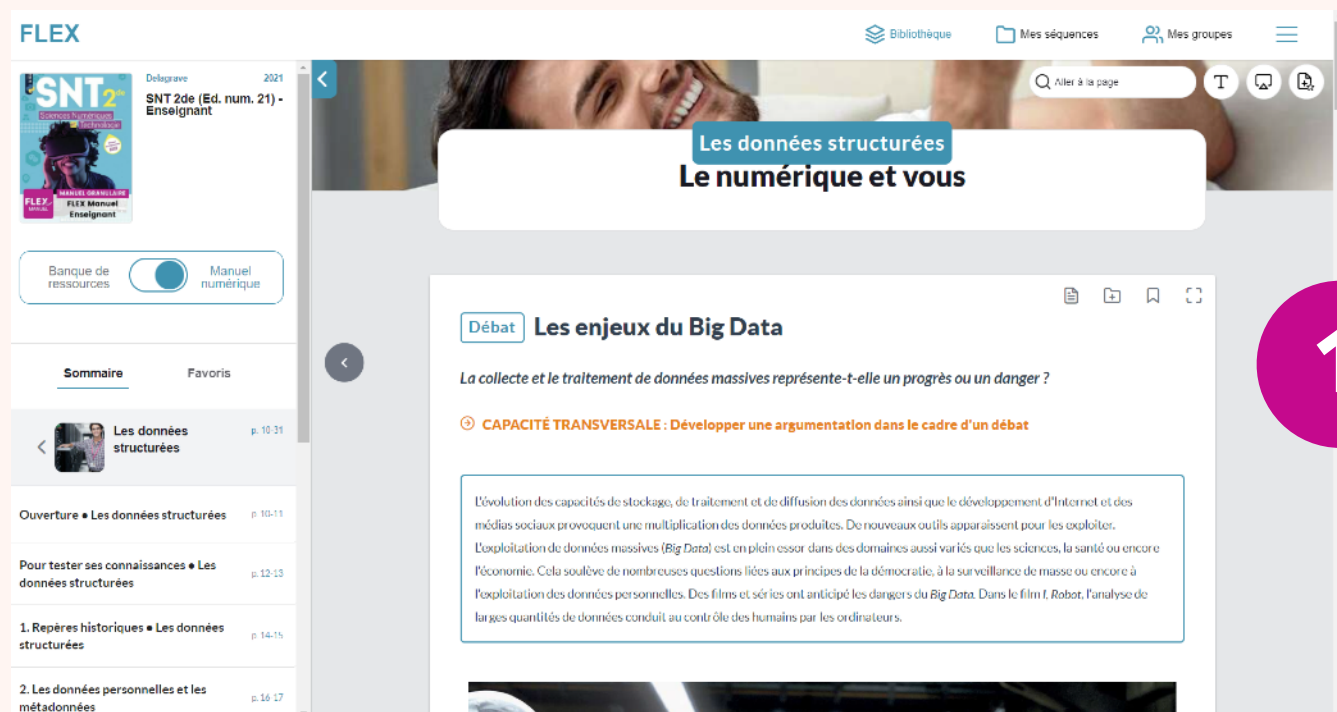 FLEX
Bibliothèque
Mes séquences
Mes groupes
SNT 2de
Sciences Numériques
Technologie
MANUEL GRANULAIRE
FLEX MANUEL
FLEX Manuel
Enseignant
Delagrave
2021
SNT 2de (Ed. num. 21) -
Enseignant
Banque de
ressources
Manuel
numérique
Sommaire
Favoris
Les données
structurées
p. 10-31
Ouverture • Les données structurées
p. 10-11
Pour tester ses connaissances • Les
données structurées
p. 12-13
1. Repères historiques • Les données
structurées
p. 14-15
2. Les données personnelles et les
métadonnées
p. 16-17
Aller à la page
T
Les données structurées
Le numérique et vous
Débat
Les enjeux du Big Data
La collecte et le traitement de données massives représente-t-elle un progrès ou un danger ?
CAPACITÉ TRANSVERSALE : Développer une argumentation dans le cadre d'un débat
L'évolution des capacités de stockage, de traitement et de diffusion des données ainsi que le développement d'Internet et des
médias sociaux provoquent une multiplication des données produites. De nouveaux outils apparaissent pour les exploiter.
L'exploitation de données massives (Big Data) est en plein essor dans des domaines aussi variés que les sciences, la santé ou encore
l'économie. Cela soulève de nombreuses questions liées aux principes de la démocratie, à la surveillance de masse ou encore à
l'exploitation des données personnelles. Des films et séries ont anticipé les dangers du Big Data. Dans le film I, Robot, l'analyse de
larges quantités de données conduit au contrôle des humains par les ordinateurs.